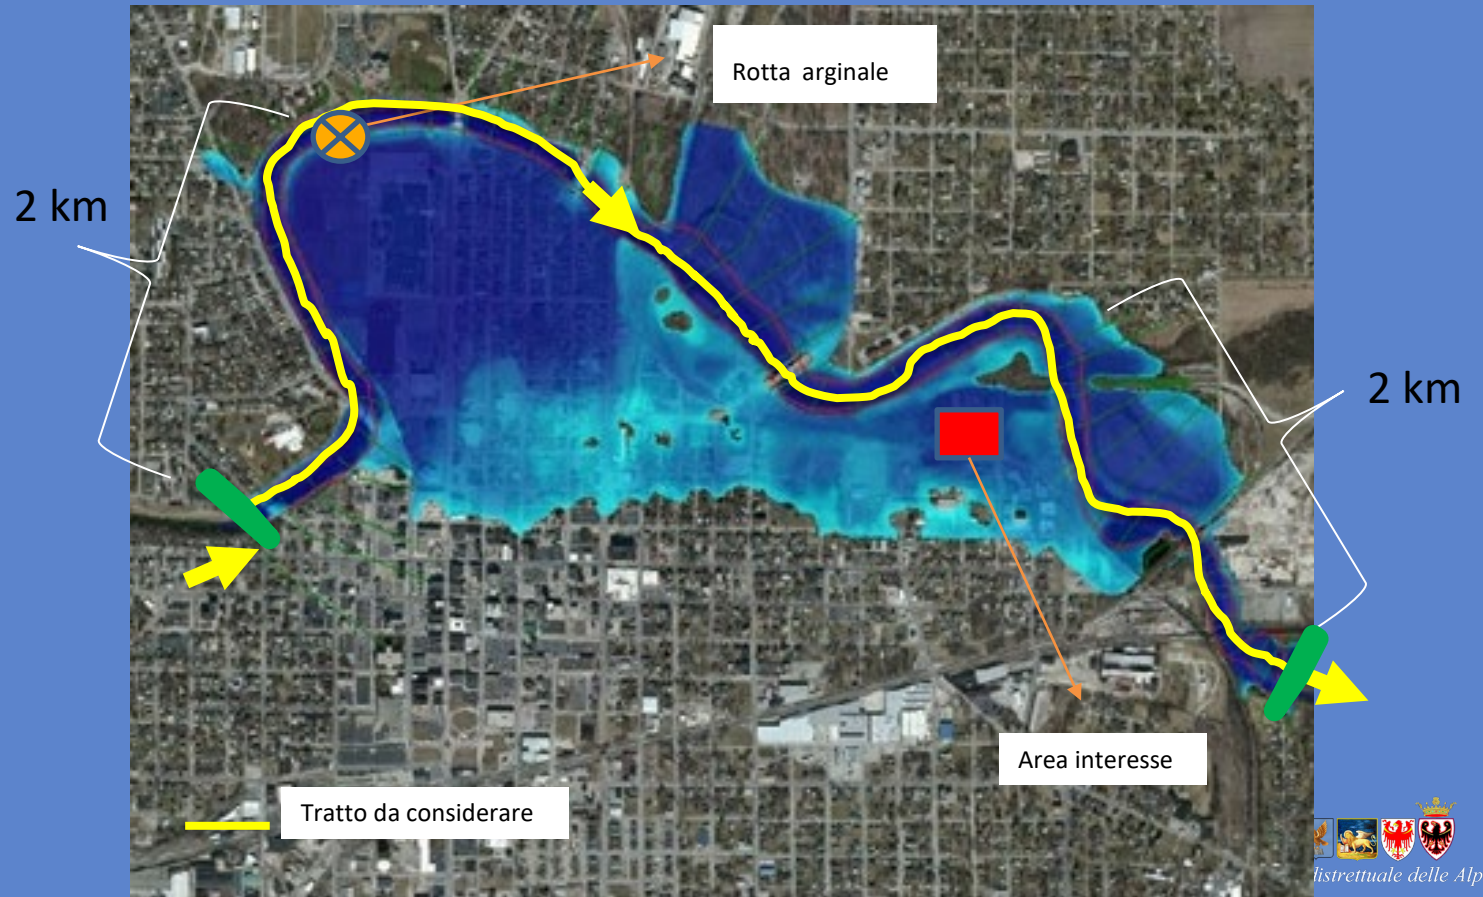 Rotta arginale
2 km
2 km
Area interesse
Tratto da considerare
distrettuale delle Alp